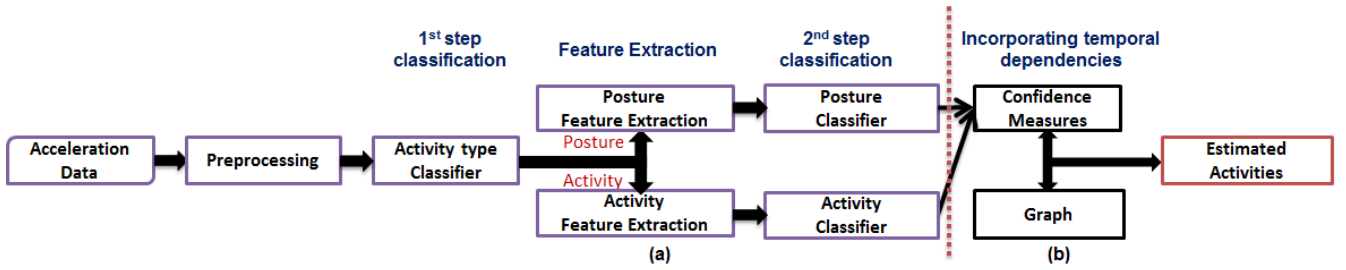 1st step
classification
Feature Extraction
2nd step
classification
Incorporating temporal
dependencies
Acceleration
Data
Preprocessing
Activity type
Classifier
Posture
Activity
Posture
Feature Extraction
Posture
Classifier
Activity
Feature Extraction
Activity
Classifier
(a)
Confidence
Measures
Graph
(b)
Estimated
Activities